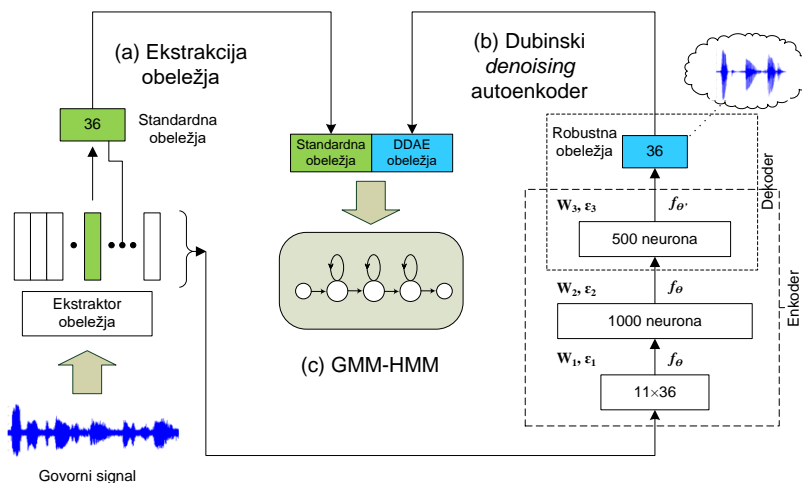 (a) Ekstrakcija
obeležja
36
Standardna
obeležja
Ekstraktor
obeležja
Govorni signal
Standardna
obeležja
DDAE
obeležja
(c) GMM-HMM
(b) Dubinski
denoising
autoenkoder
Robustna
obeležja
36
Dekoder
W₃, ε₃
fθ'
500 neurona
W₂, ε₂
fθ
1000 neurona
Enkoder
W₁, ε₁
fθ
11×36